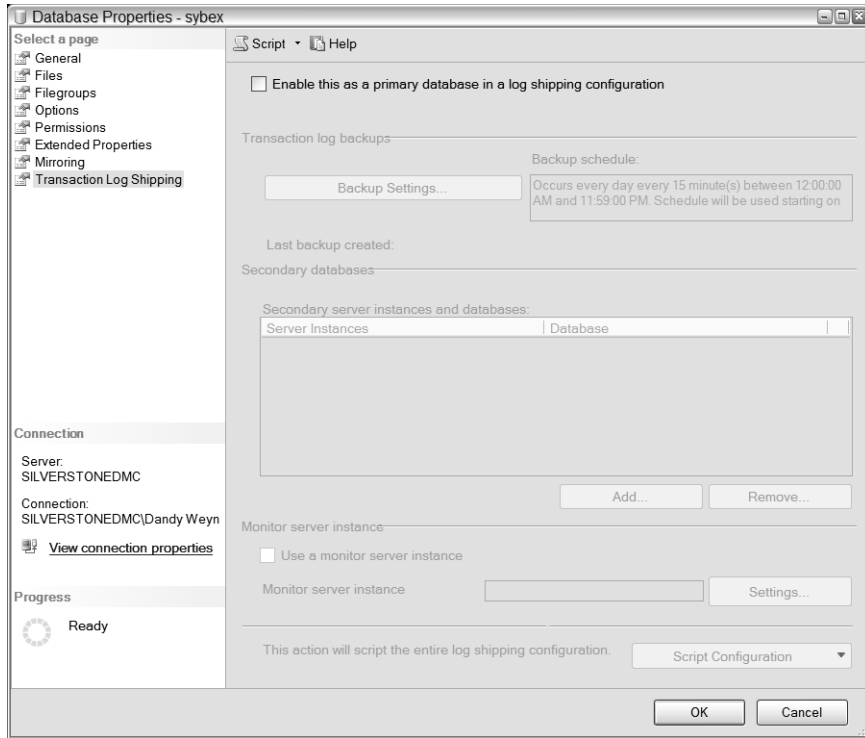 Database Properties - sybex
Select a page
General
Files
Filegroups
Options
Permissions
Extended Properties
Mirroring
Transaction Log Shipping
Connection
Server:
SILVERSTONEDMC
Connection:
SILVERSTONEDMC\Dandy Weyn
View connection properties
Progress
Ready
Script
Help
Enable this as a primary database in a log shipping configuration
Transaction log backups
Backup schedule:
Backup Settings...
Occurs every day every 15 minute(s) between 12:00:00
AM and 11:59:00 PM. Schedule will be used starting on
Last backup created:
Secondary databases
Secondary server instances and databases:
Server Instances
Database
Add...
Remove...
Monitor server instance
Use a monitor server instance
Monitor server instance
Settings...
This action will script the entire log shipping configuration.
Script Configuration
OK
Cancel